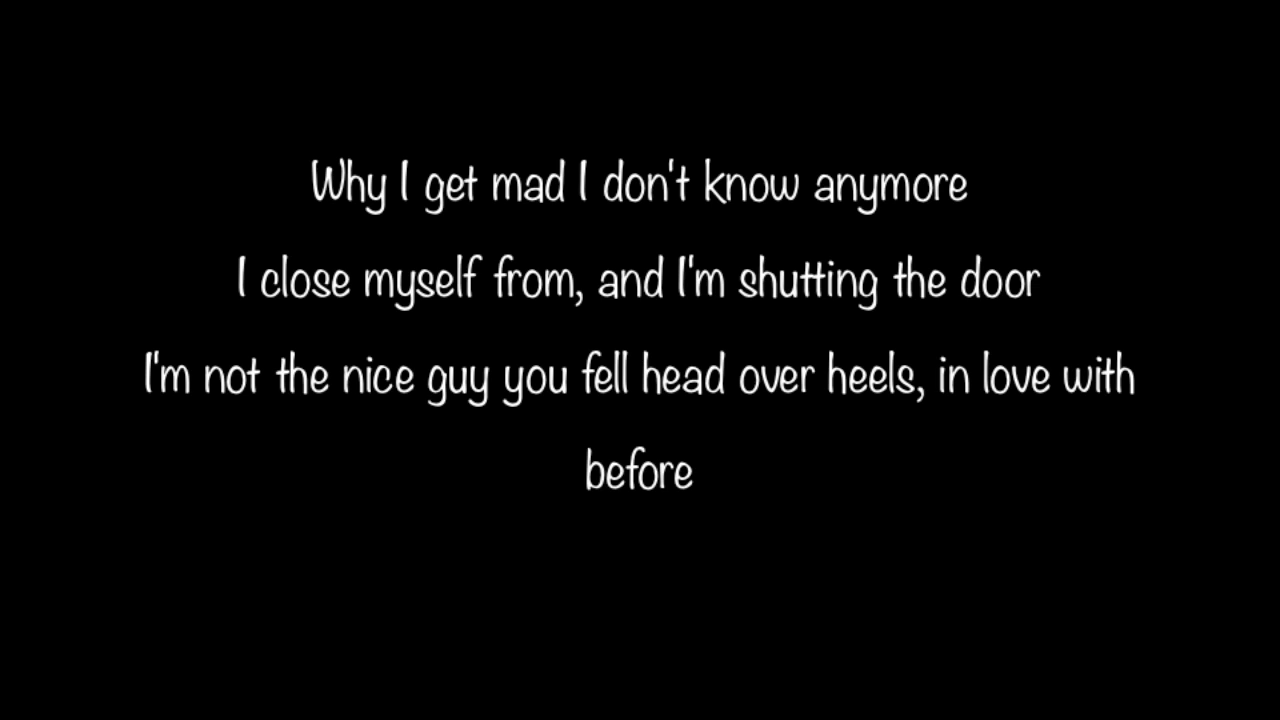 Why I get mad I don't know anymore
I close myself from, and I'm shutting the door
I'm not the nice guy you fell head over heels, in love with
before